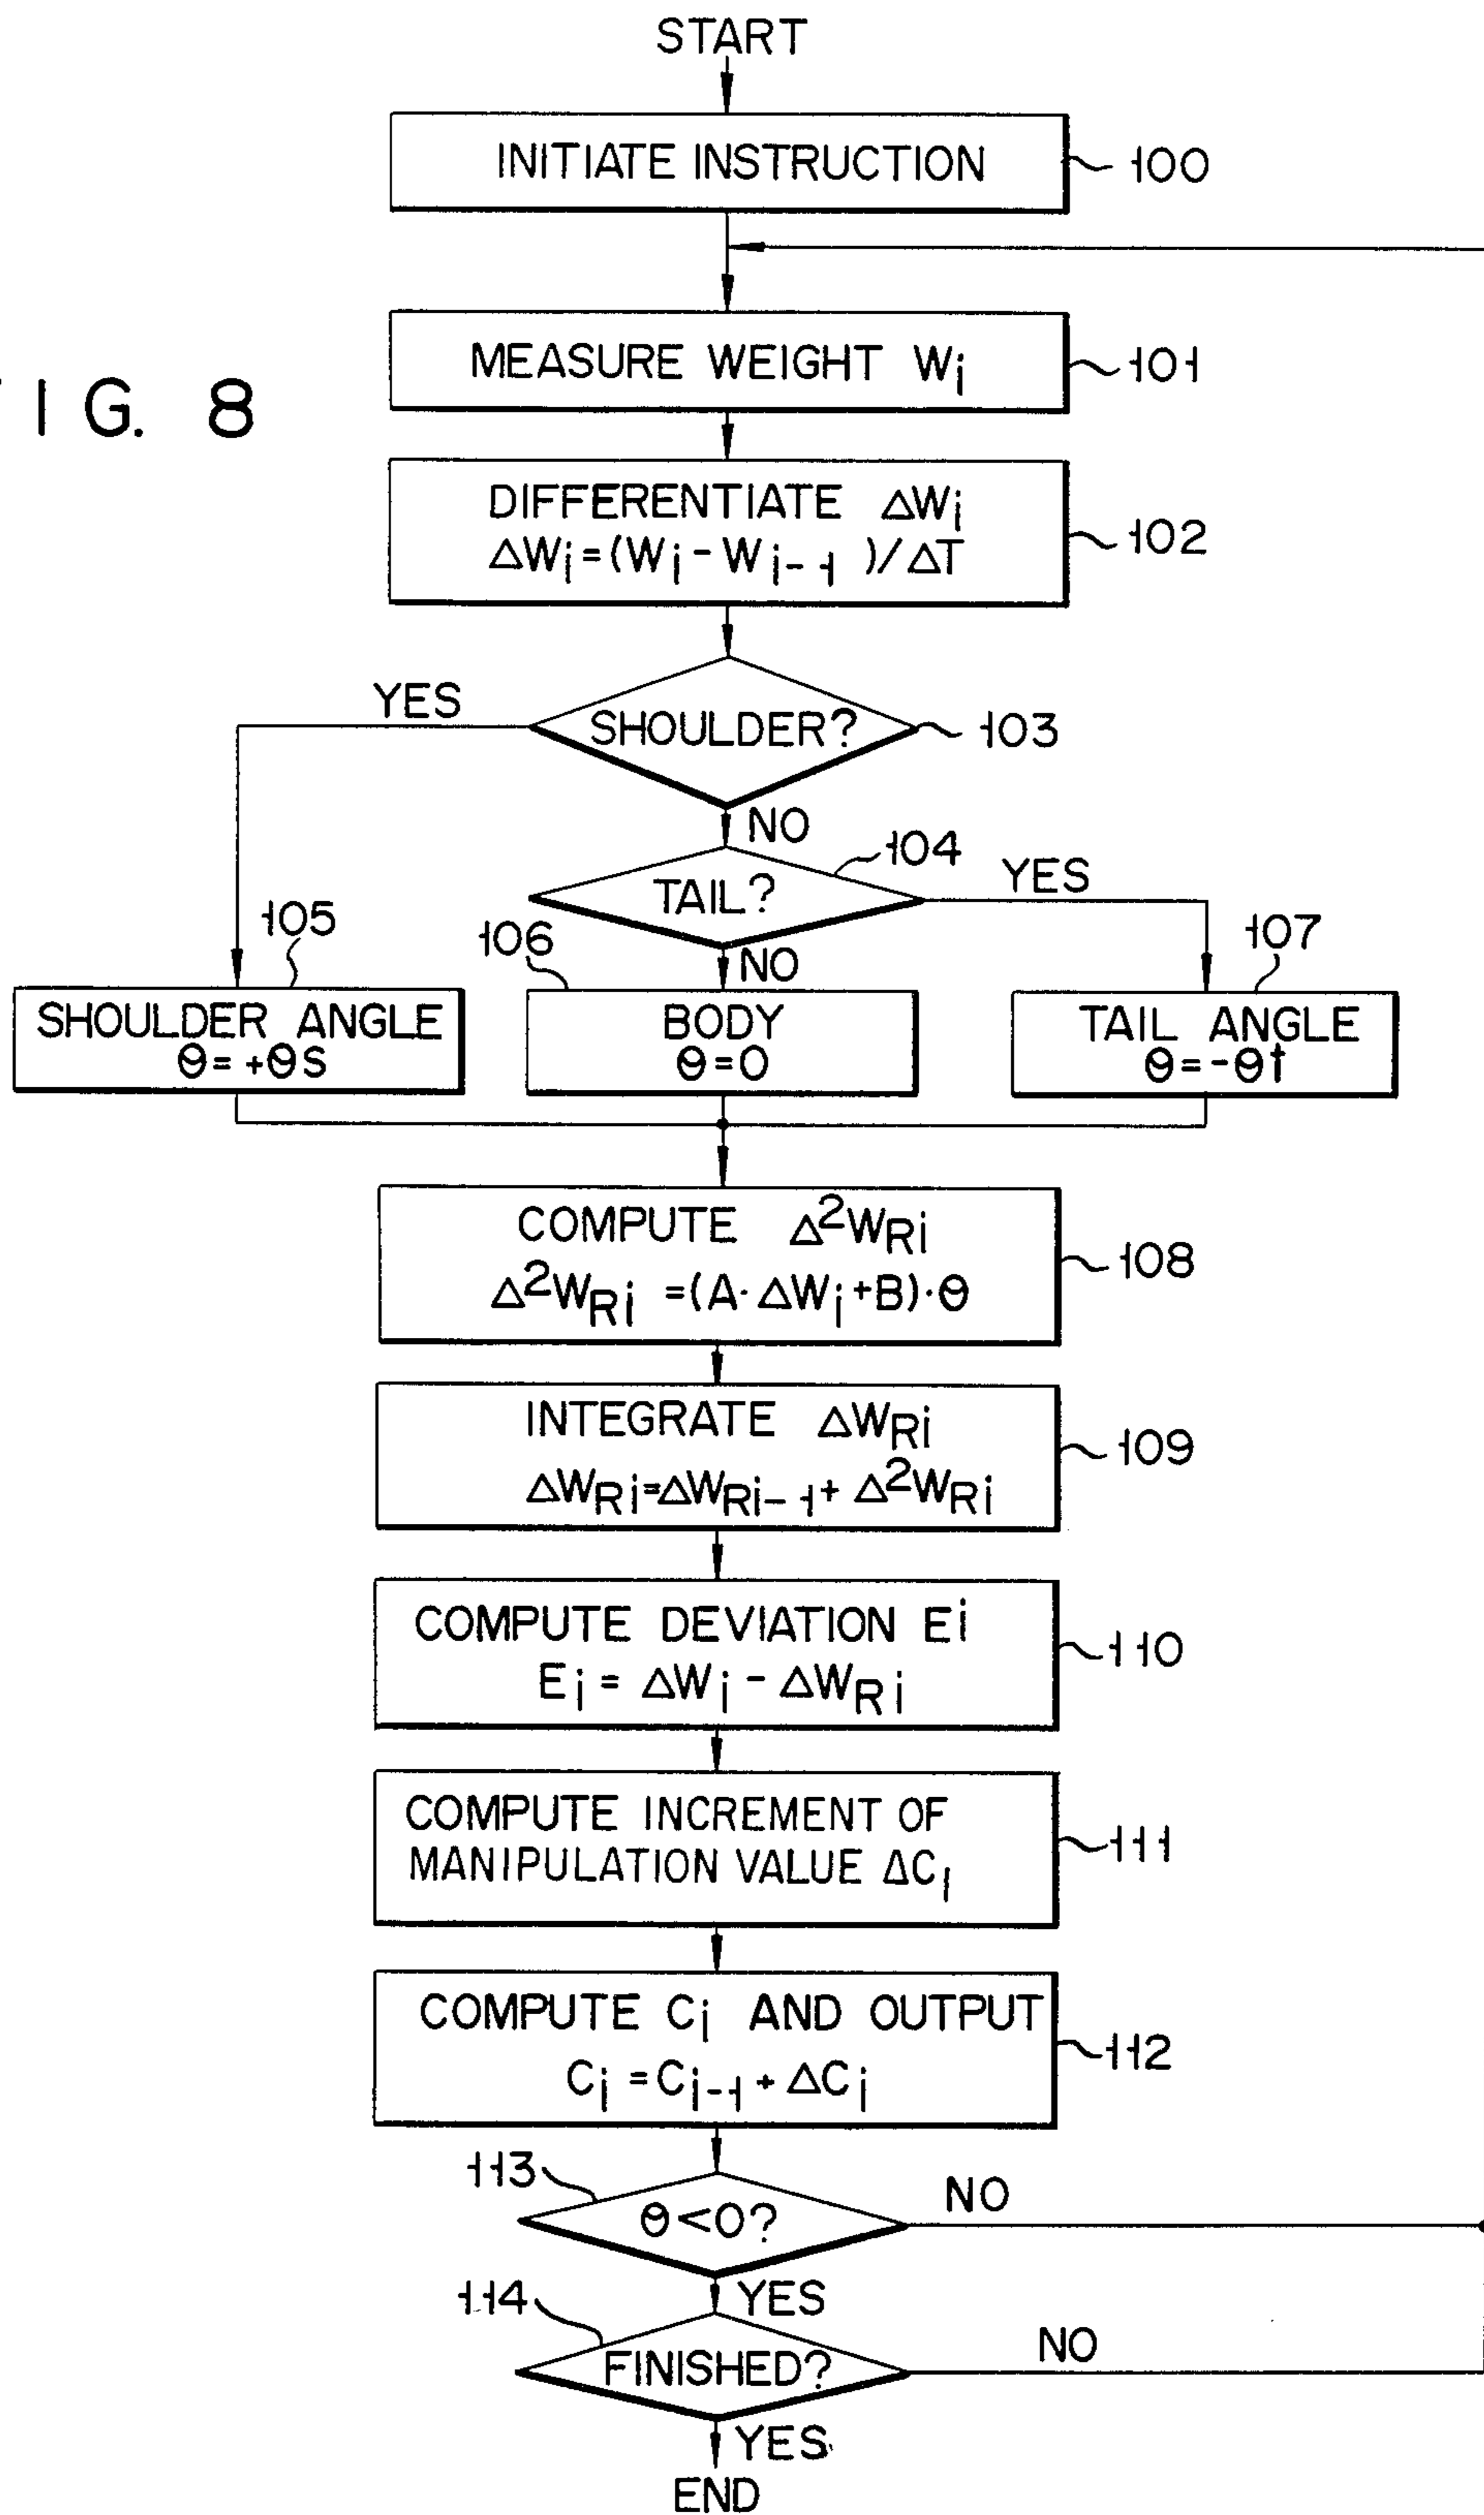 START
INITIATE INSTRUCTION
100
MEASURE WEIGHT Wi
101
IG. 8
DIFFERENTIATE ΔWi
ΔWi=(Wi-Wi-1)/ΔT
102
YES
SHOULDER?
103
NO
104
TAIL?
YES
105
106
NO
107
SHOULDER ANGLE
θ=+θs
BODY
θ=0
TAIL ANGLE
θ=-θt
COMPUTE Δ²WRi
Δ²WRi =(A·ΔWi+B)·θ
108
INTEGRATE ΔWRi
ΔWRi=ΔWRi-1+Δ²WRi
109
COMPUTE DEVIATION Ei
Ei = ΔWi-ΔWRi
110
COMPUTE INCREMENT OF
MANIPULATION VALUE ΔCi
111
COMPUTE Ci AND OUTPUT
Ci=Ci-1+ΔCi
112
113
θ<0?
NO
YES
114
FINISHED?
NO
YES
END